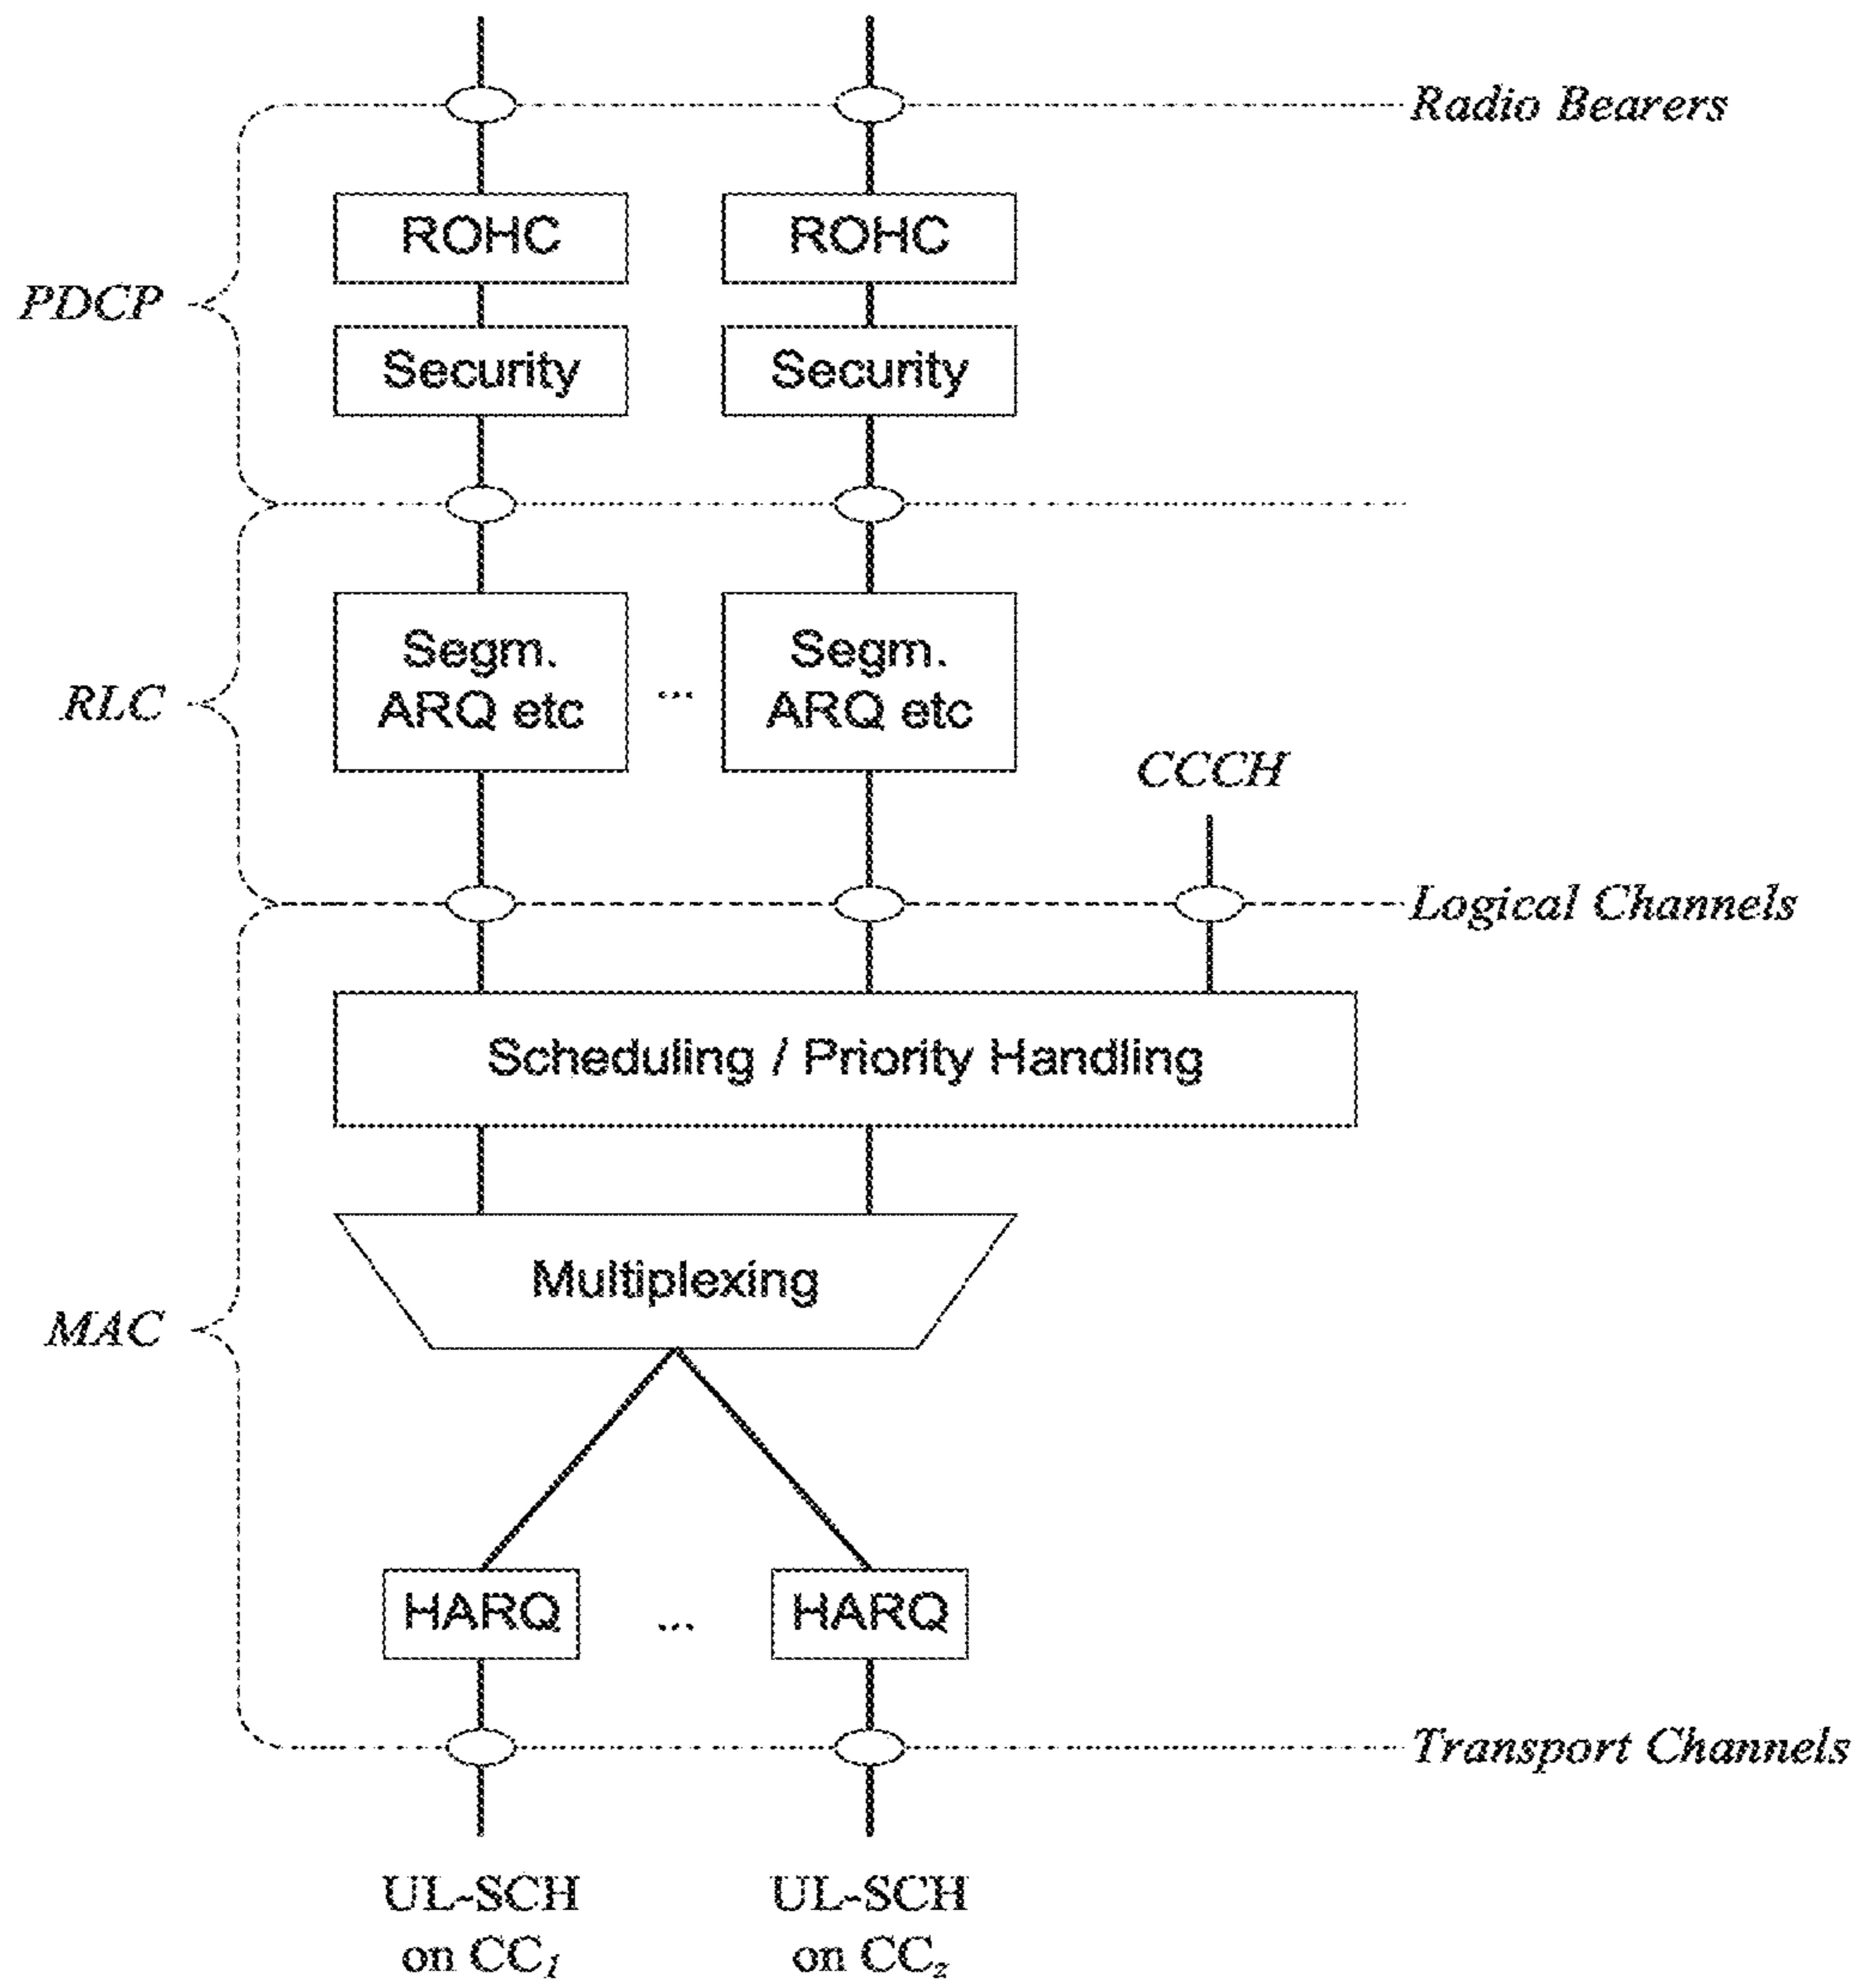 Radio Bearers
ROHC ROHC
PDCP
Security Security
Segm. Segm.
RLC ARQ etc ... ARQ etc
CCCH
Logical Channels
Scheduling / Priority Handling
Multiplexing
MAC
HARQ ... HARQ
Transport Channels
UL-SCH UL-SCH
on CC1 on CCz